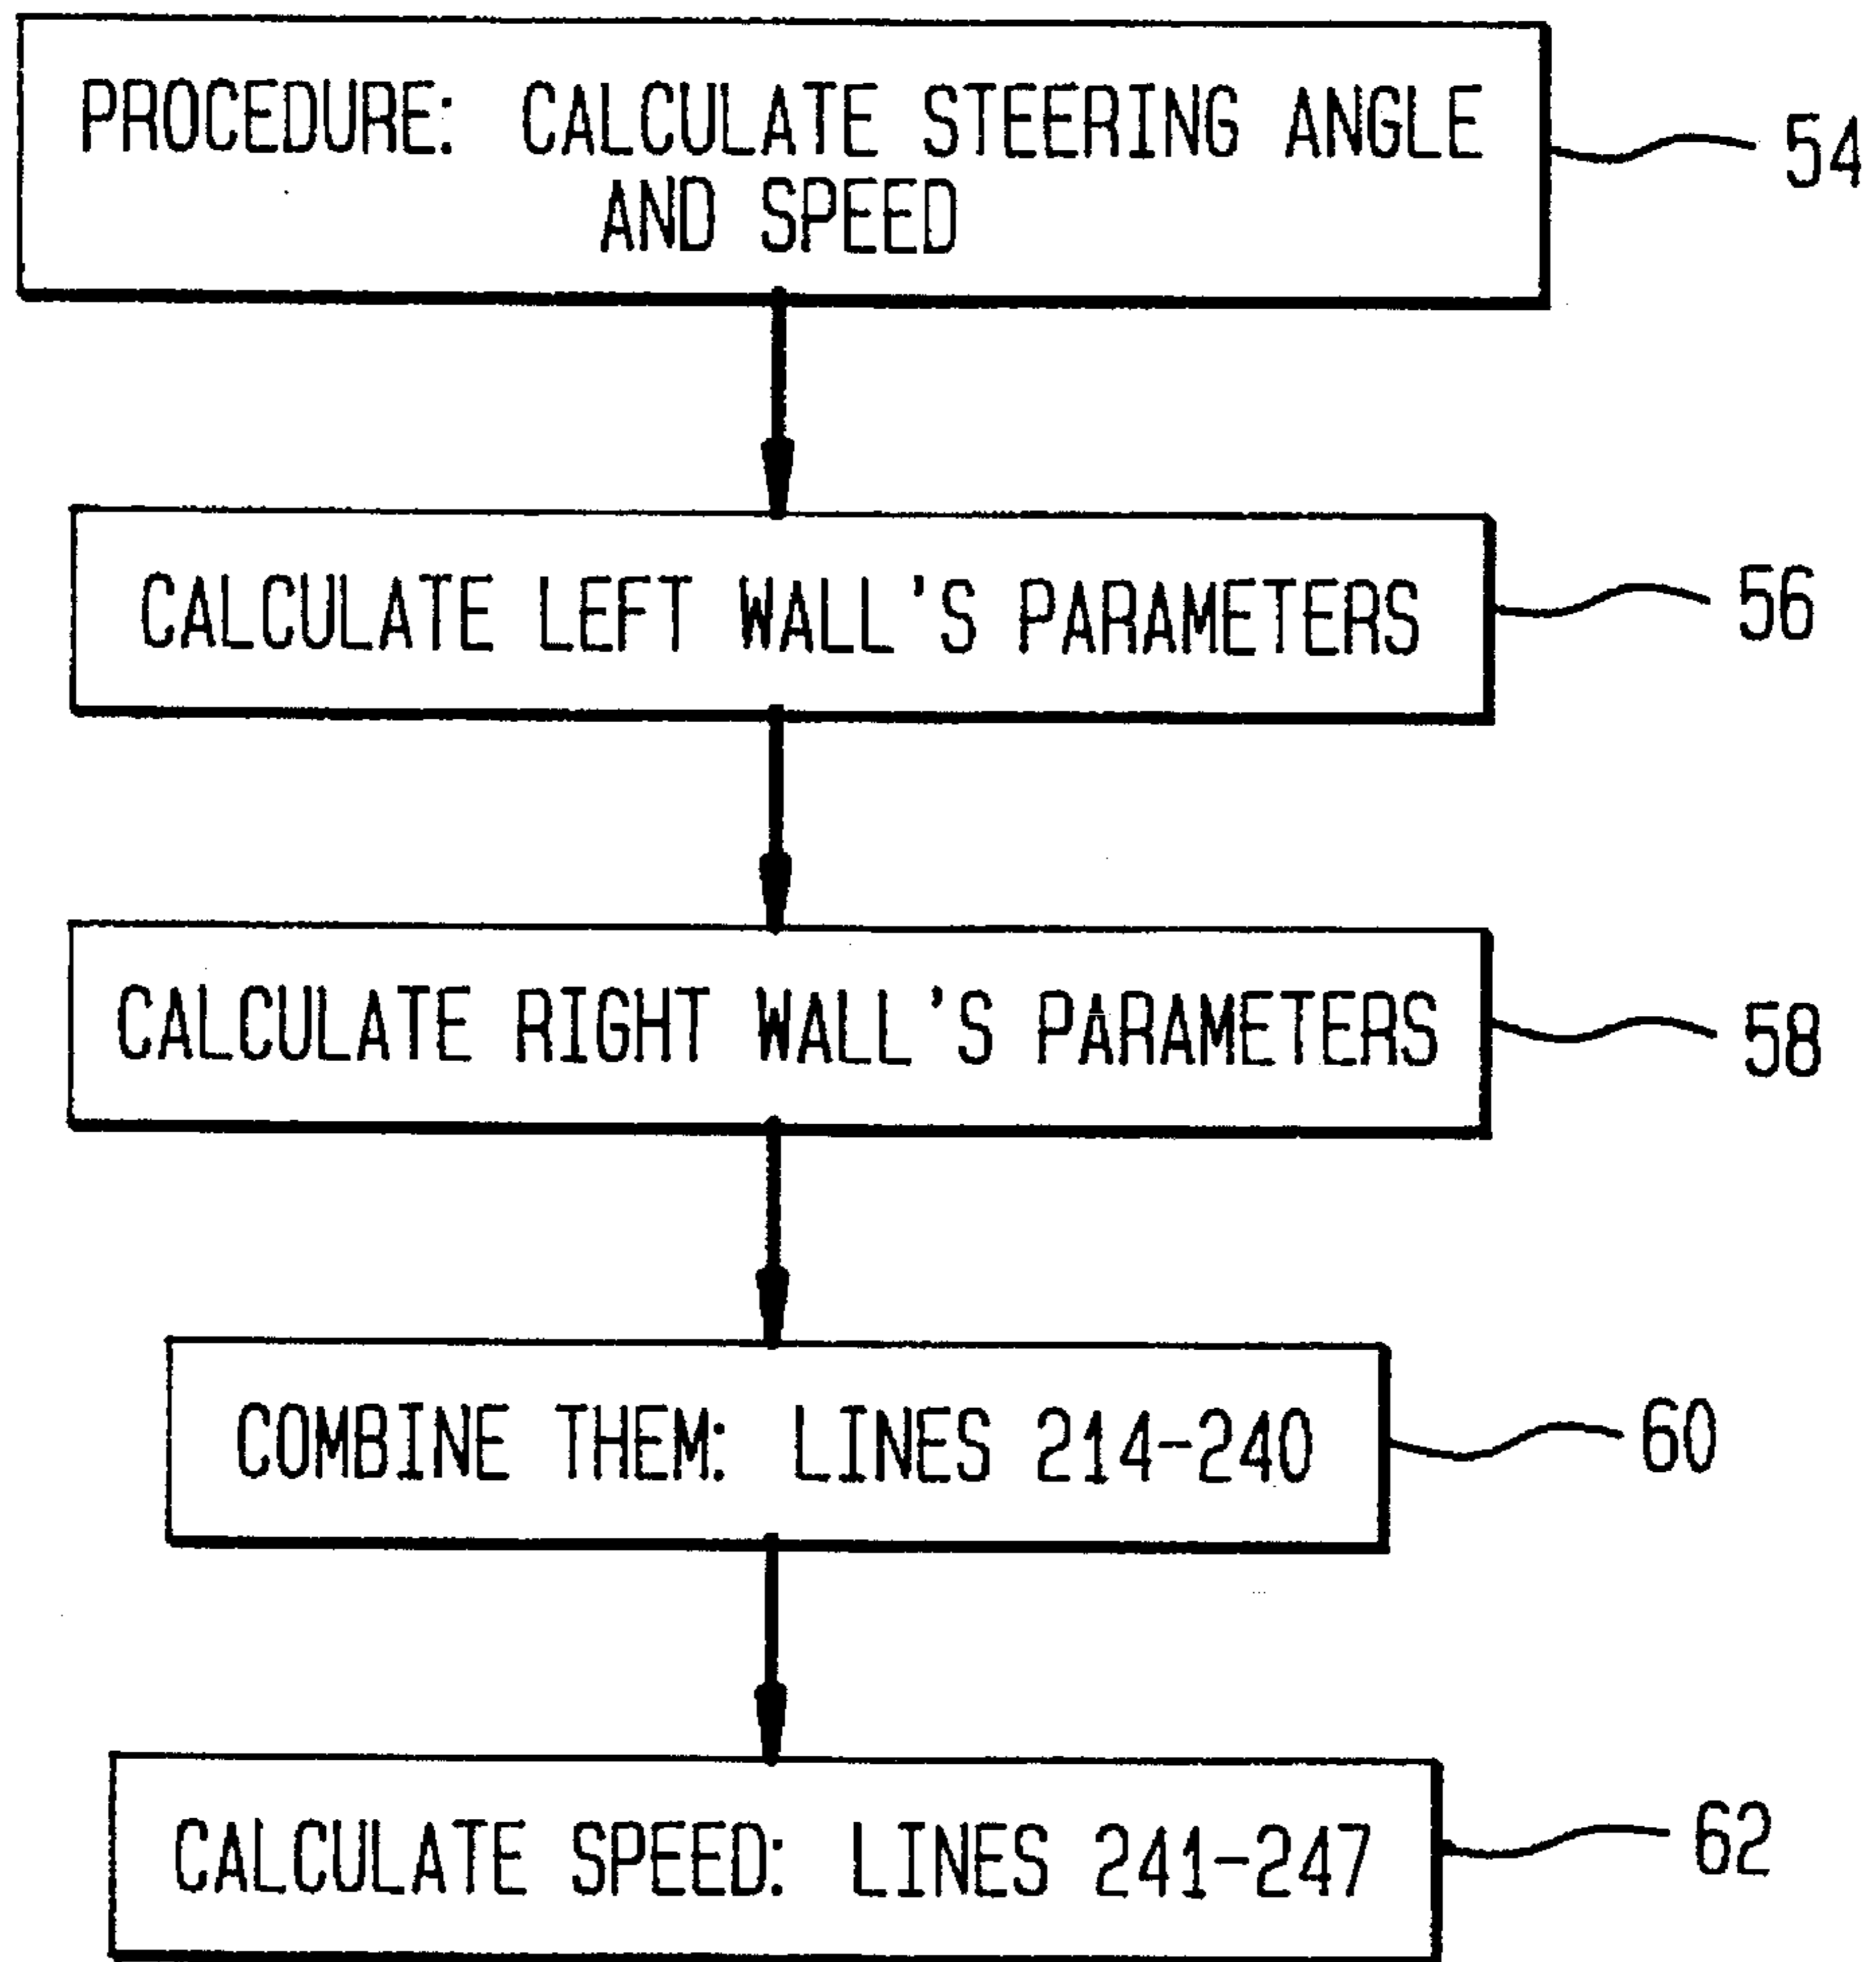 PROCEDURE: CALCULATE STEERING ANGLE
AND SPEED
54
CALCULATE LEFT WALL'S PARAMETERS
56
CALCULATE RIGHT WALL'S PARAMETERS
58
COMBINE THEM: LINES 214-240
60
CALCULATE SPEED: LINES 241-247
62